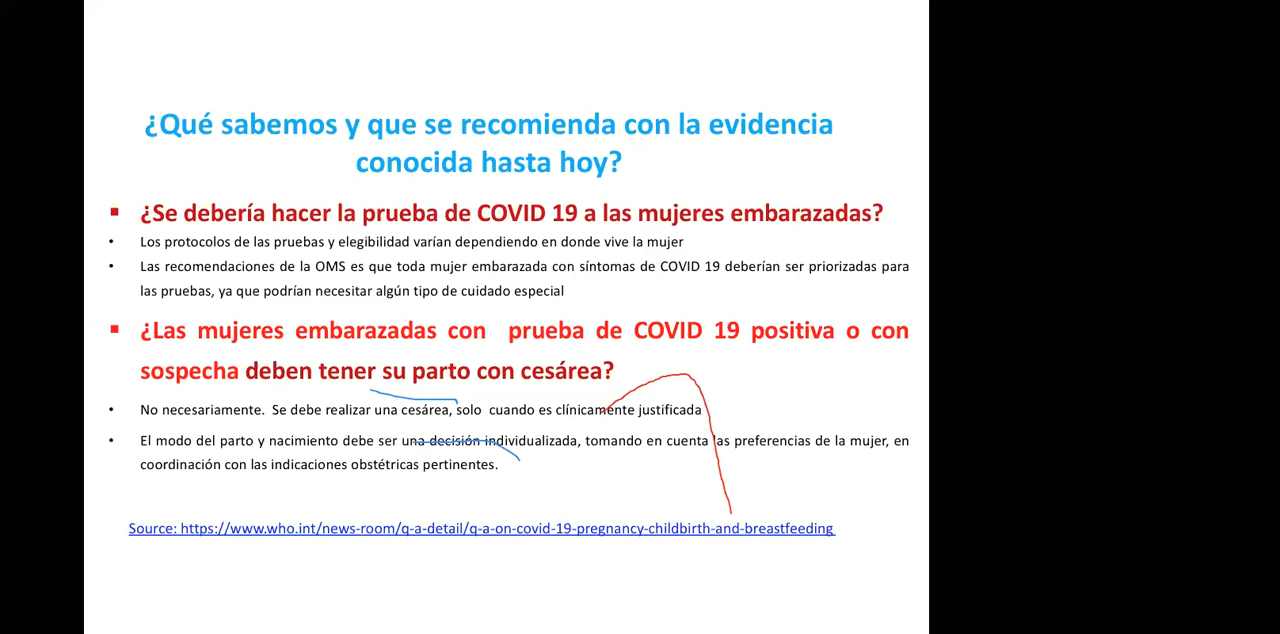 ¿Qué sabemos y que se recomienda con la evidencia
conocida hasta hoy?
▪ ¿Se debería hacer la prueba de COVID 19 a las mujeres embarazadas?
• Los protocolos de las pruebas y elegibilidad varían dependiendo en donde vive la mujer
• Las recomendaciones de la OMS es que toda mujer embarazada con síntomas de COVID 19 deberían ser priorizadas para
las pruebas, ya que podrían necesitar algún tipo de cuidado especial
▪ ¿Las mujeres embarazadas con prueba de COVID 19 positiva o con
sospecha deben tener su parto con cesárea?
• No necesariamente. Se debe realizar una cesárea, solo cuando es clínicamente justificada
• El modo del parto y nacimiento debe ser una decisión individualizada, tomando en cuenta las preferencias de la mujer, en
coordinación con las indicaciones obstétricas pertinentes.
Source: https://www.who.int/news-room/q-a-detail/q-a-on-covid-19-pregnancy-childbirth-and-breastfeeding